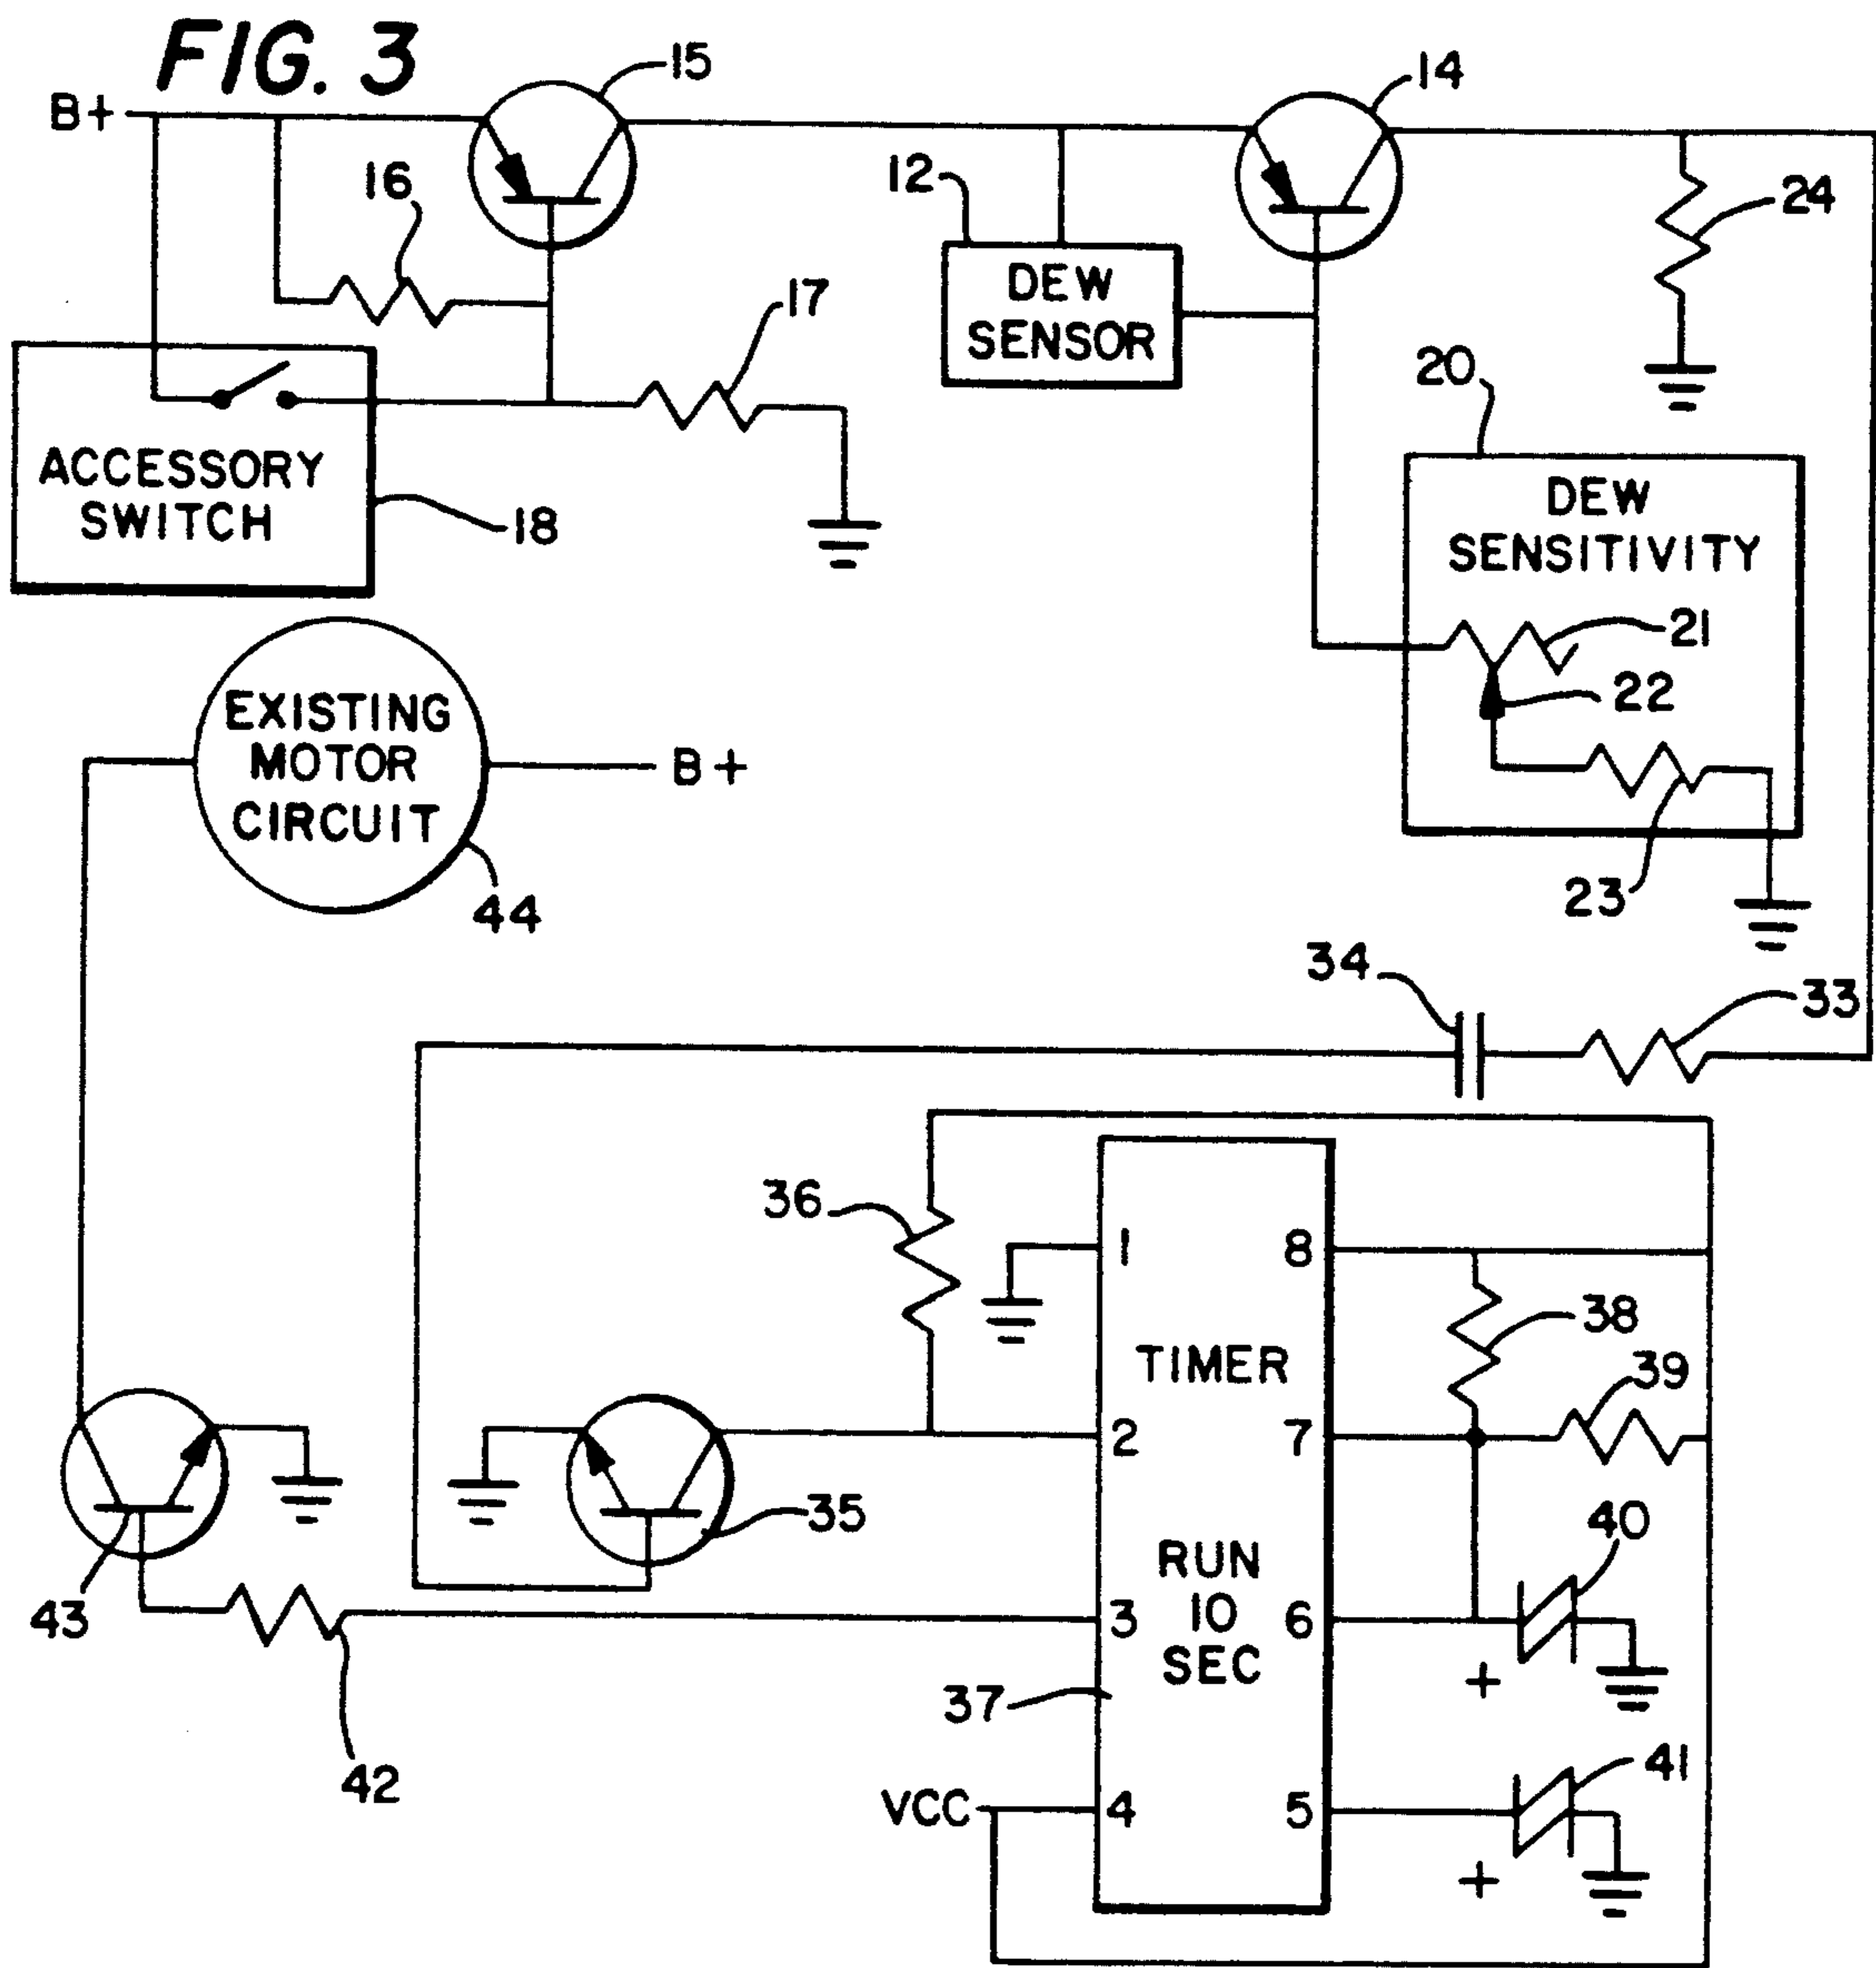 FIG. 3
15
14
B+
16
12
24
DEW
SENSOR
17
20
ACCESSORY
SWITCH
18
DEW
SENSITIVITY
21
22
EXISTING
MOTOR
CIRCUIT
B+
23
44
34
33
36
1
8
38
TIMER
39
2
7
35
40
RUN
10
SEC
43
3
6
+
37
42
41
VCC
4
5
+